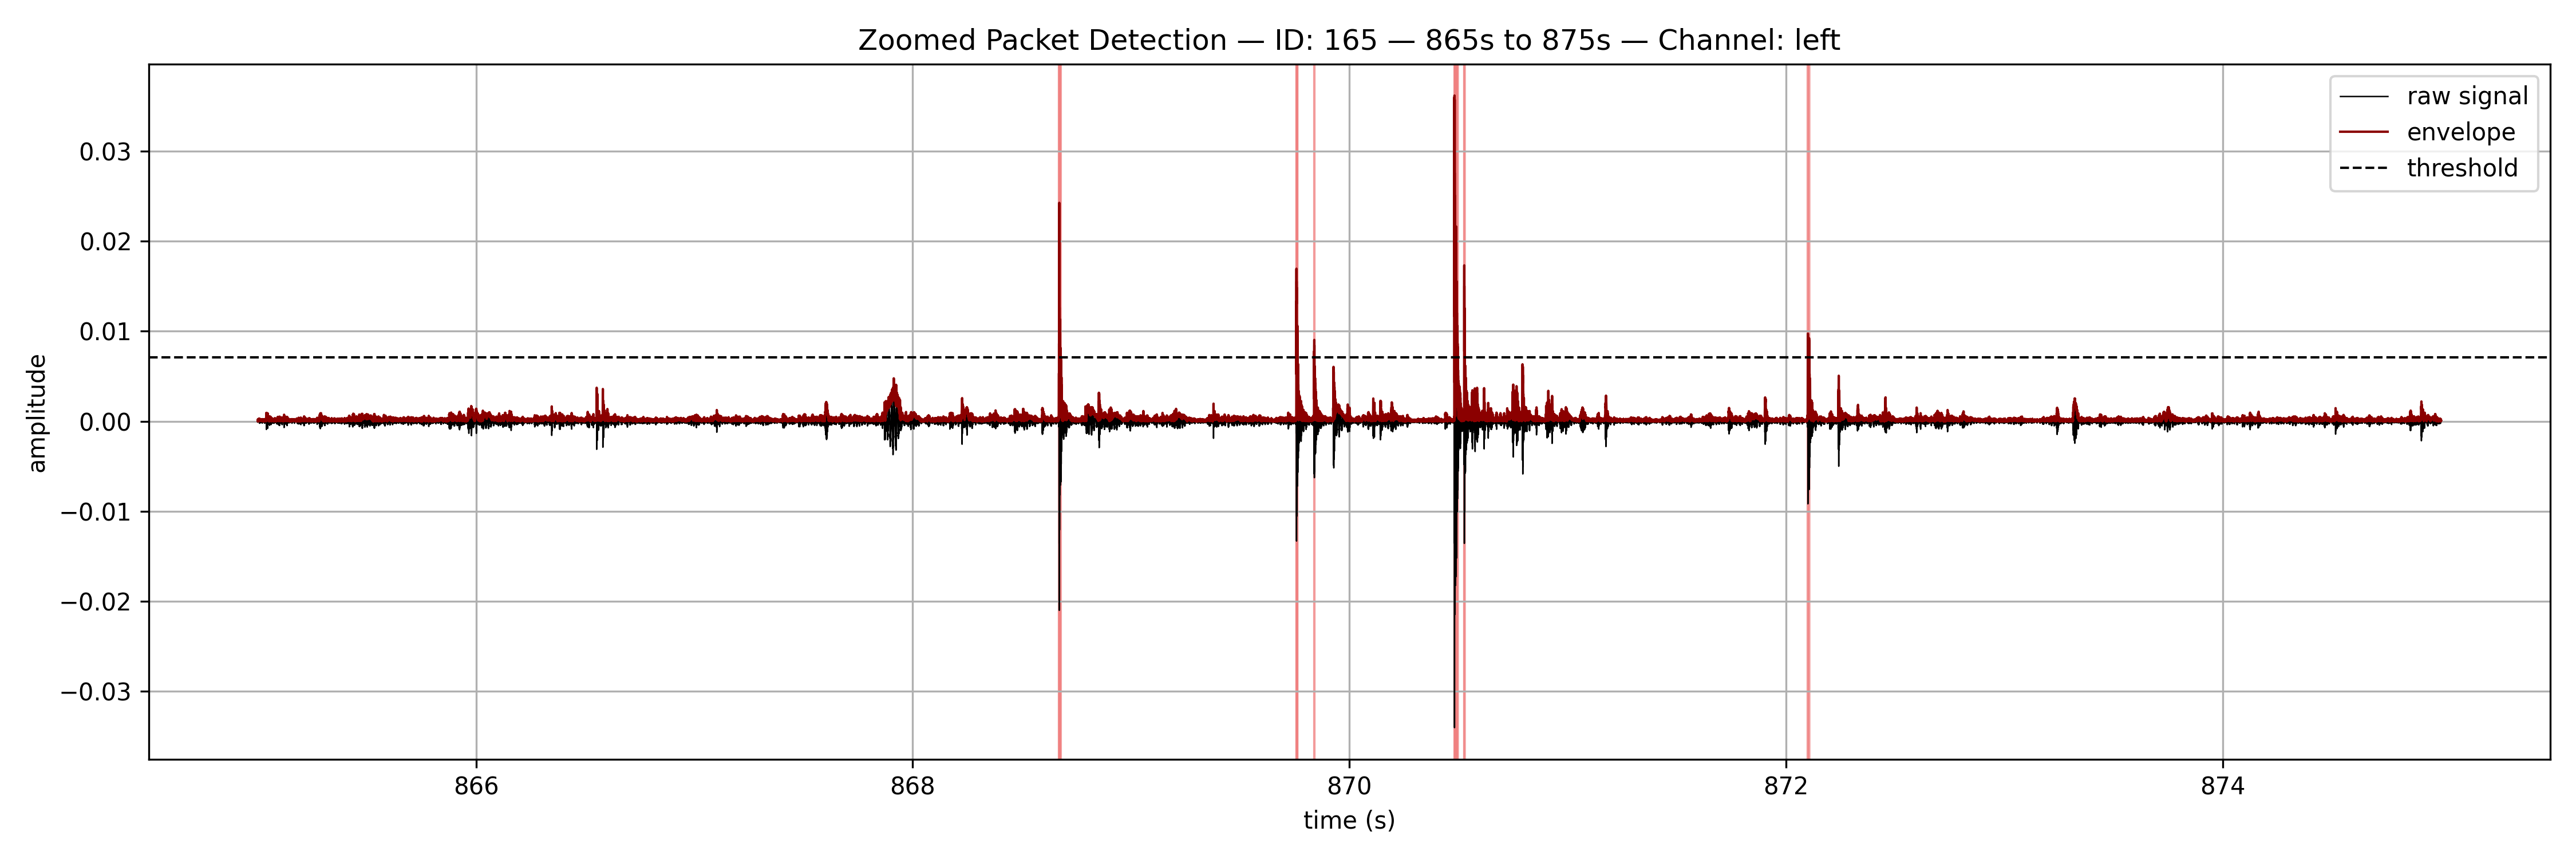 Zoomed Packet Detection — ID: 165 — 865s to 875s — Channel: left
raw signal
envelope
threshold
amplitude
0.03
0.02
0.01
0.00
−0.01
−0.02
−0.03
866
868
870
872
874
time (s)